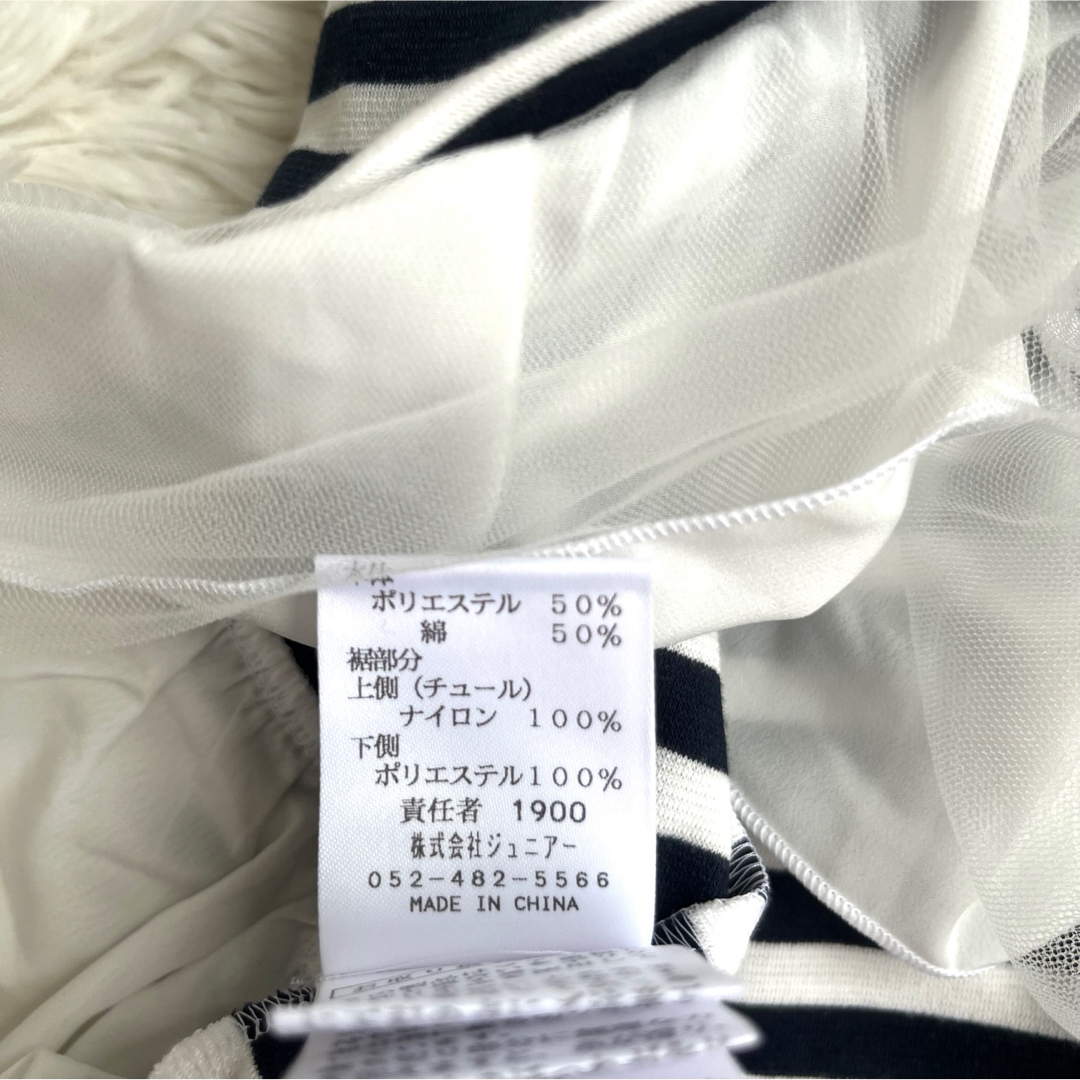 本体
ポリエステル 50%
綿 50%
裾部分
上側（チュール）
ナイロン 100%
下側
ポリエステル100%
責任者 1900
株式会社ジュニアー
052-482-5566
MADE IN CHINA